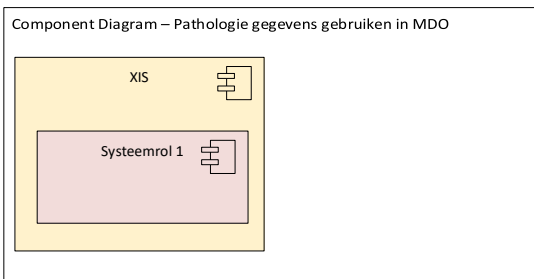 Component Diagram – Pathologie gegevens gebruiken in MDO
XIS
Systeemrol 1